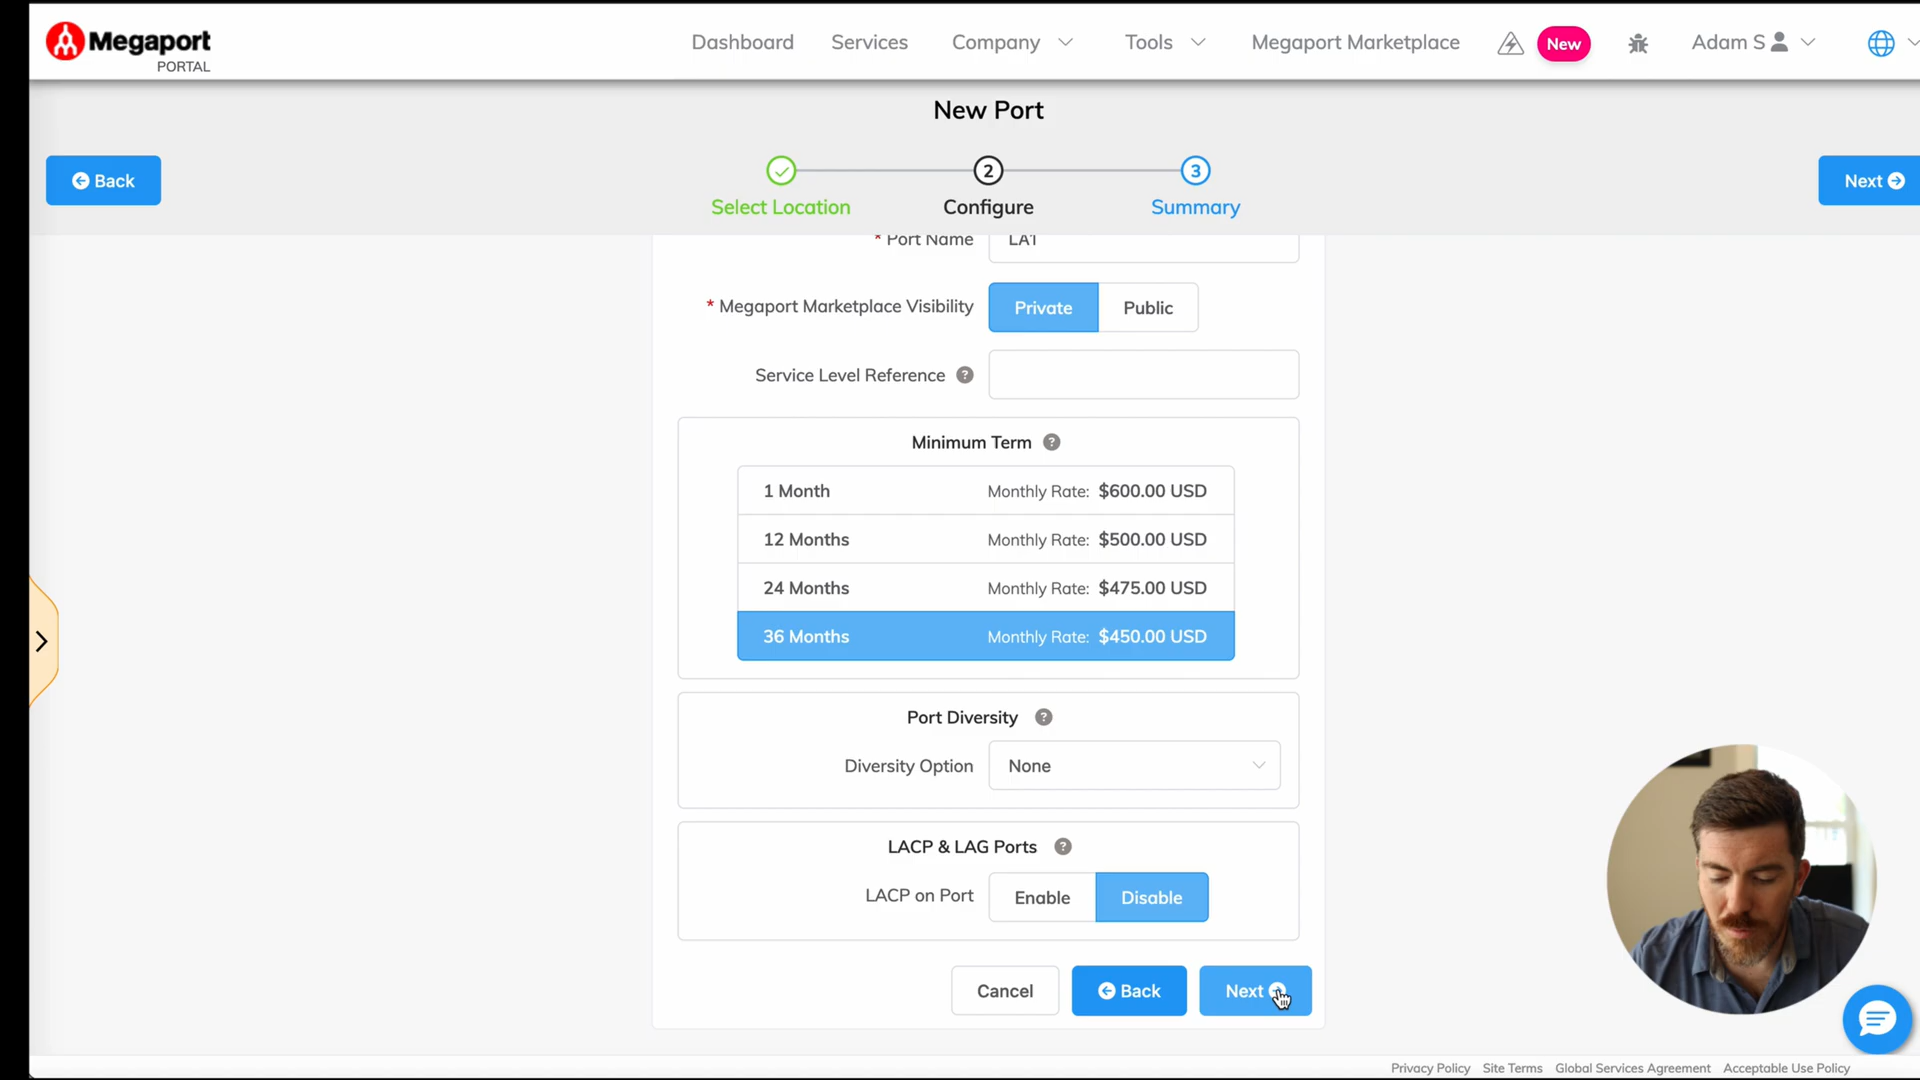 Megaport
PORTAL
Dashboard
Services
Company
Tools
Megaport Marketplace
New
Adam S
New Port
Back
2
3
Next
Select Location
Configure
Summary
* Port Name LA1
* Megaport Marketplace Visibility Private Public
Service Level Reference ?
Minimum Term ?
1 Month Monthly Rate: $600.00 USD
12 Months Monthly Rate: $500.00 USD
24 Months Monthly Rate: $475.00 USD
36 Months Monthly Rate: $450.00 USD
Port Diversity ?
Diversity Option None
LACP & LAG Ports ?
LACP on Port Enable Disable
Cancel Back Next
Privacy Policy Site Terms Global Services Agreement Acceptable Use Policy